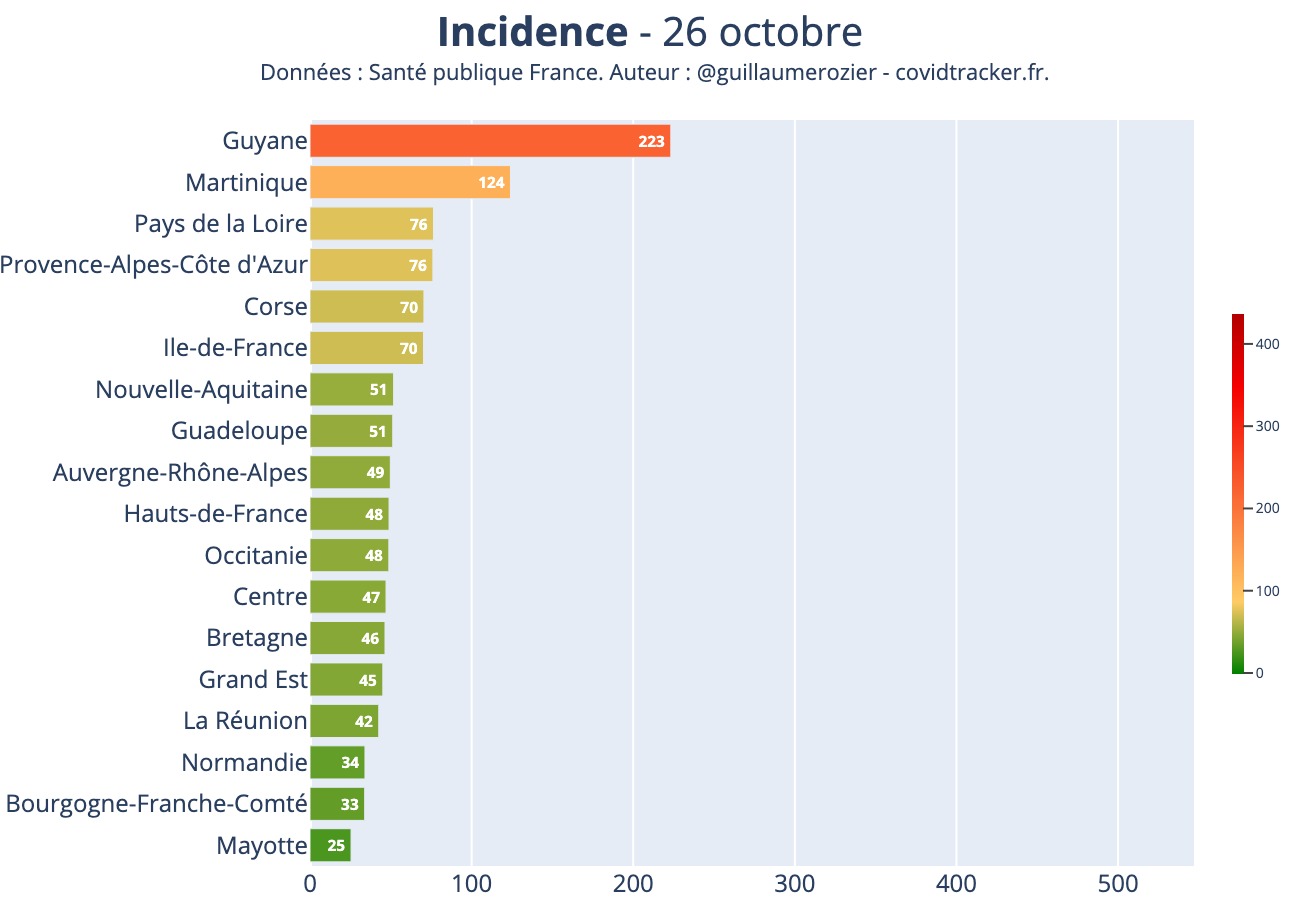 Incidence - 26 octobre
Données : Santé publique France. Auteur : @guillaumerozier - covidtracker.fr.
Guyane 223
Martinique 124
Pays de la Loire 76
Provence-Alpes-Côte d'Azur 76
Corse 70
Ile-de-France 70
Nouvelle-Aquitaine 51
Guadeloupe 51
Auvergne-Rhône-Alpes 49
Hauts-de-France 48
Occitanie 48
Centre 47
Bretagne 46
Grand Est 45
La Réunion 42
Normandie 34
Bourgogne-Franche-Comté 33
Mayotte 25
0 100 200 300 400 500
400
300
200
100
0